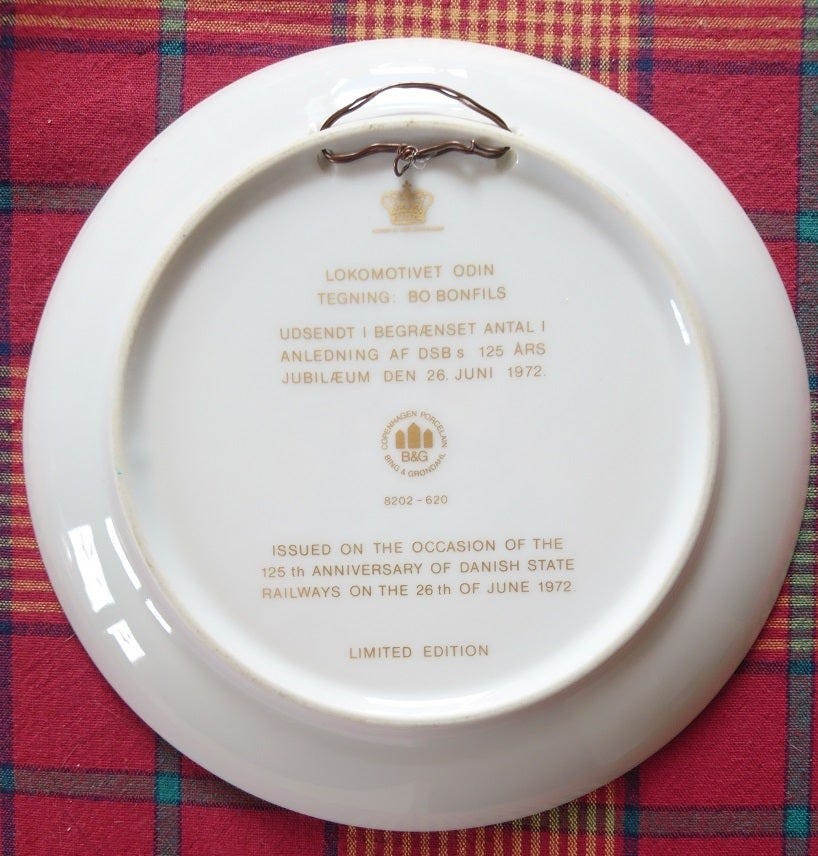 LOKOMOTIVET ODIN
TEGNING: BO BONFILS
UDSENDT I BEGRÆNSET ANTAL I
ANLEDNING AF DSBs 125 ÅRS
JUBILÆUM DEN 26. JUNI 1972.
COPENHAGEN PORCELAIN
B&G
BING & GRØNDAHL
8202-620
ISSUED ON THE OCCASION OF THE
125 th ANNIVERSARY OF DANISH STATE
RAILWAYS ON THE 26 th OF JUNE 1972.
LIMITED EDITION